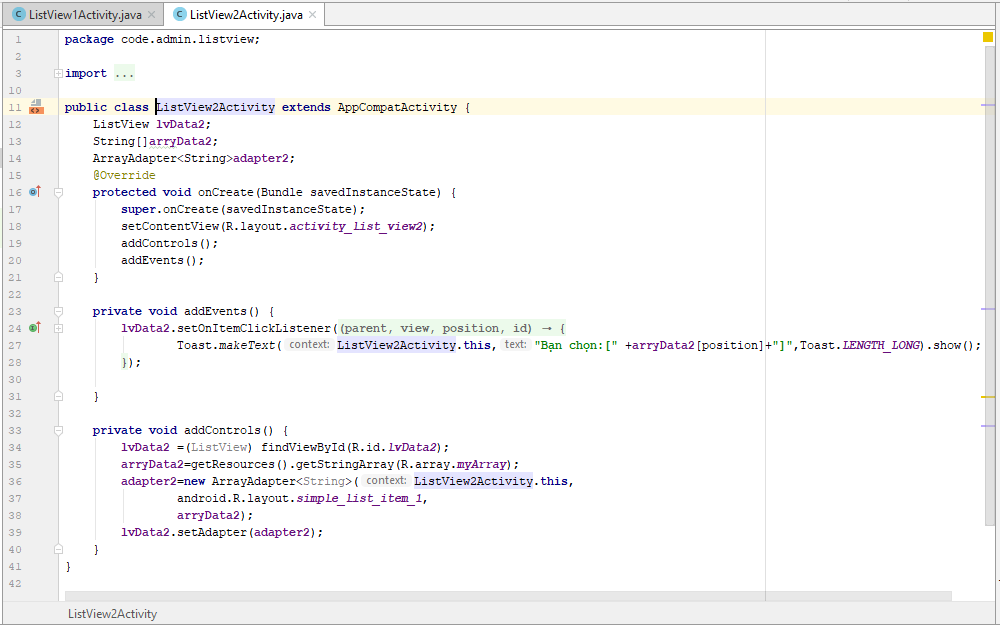 ListView1Activity.java ListView2Activity.java
1 package code.admin.listview;
2
3 import ...
10
11 public class ListView2Activity extends AppCompatActivity {
12 ListView lvData2;
13 String[]arryData2;
14 ArrayAdapter<String>adapter2;
15 @Override
16 protected void onCreate(Bundle savedInstanceState) {
17 super.onCreate(savedInstanceState);
18 setContentView(R.layout.activity_list_view2);
19 addControls();
20 addEvents();
21 }
22
23 private void addEvents() {
24 lvData2.setOnItemClickListener((parent, view, position, id) → {
27 Toast.makeText( context: ListView2Activity.this, text: "Bạn chọn:[" +arryData2[position]+"]",Toast.LENGTH_LONG).show();
28 });
30
31 }
32
33 private void addControls() {
34 lvData2 =(ListView) findViewById(R.id.lvData2);
35 arryData2=getResources().getStringArray(R.array.myArray);
36 adapter2=new ArrayAdapter<String>( context: ListView2Activity.this,
37 android.R.layout.simple_list_item_1,
38 arryData2);
39 lvData2.setAdapter(adapter2);
40 }
41 }
42
ListView2Activity